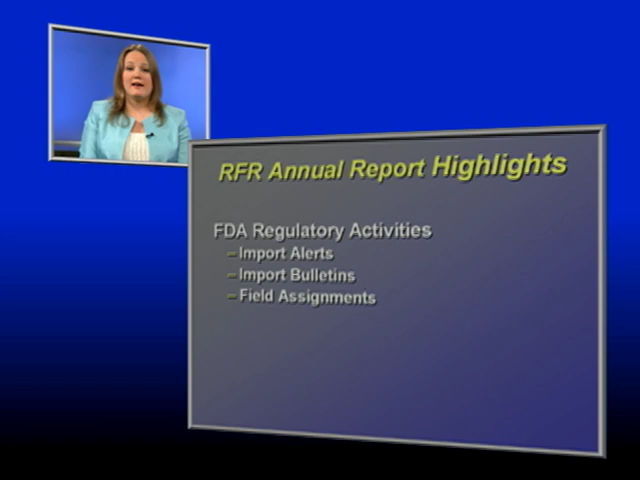 RFR Annual Report Highlights
FDA Regulatory Activities
– Import Alerts
– Import Bulletins
– Field Assignments